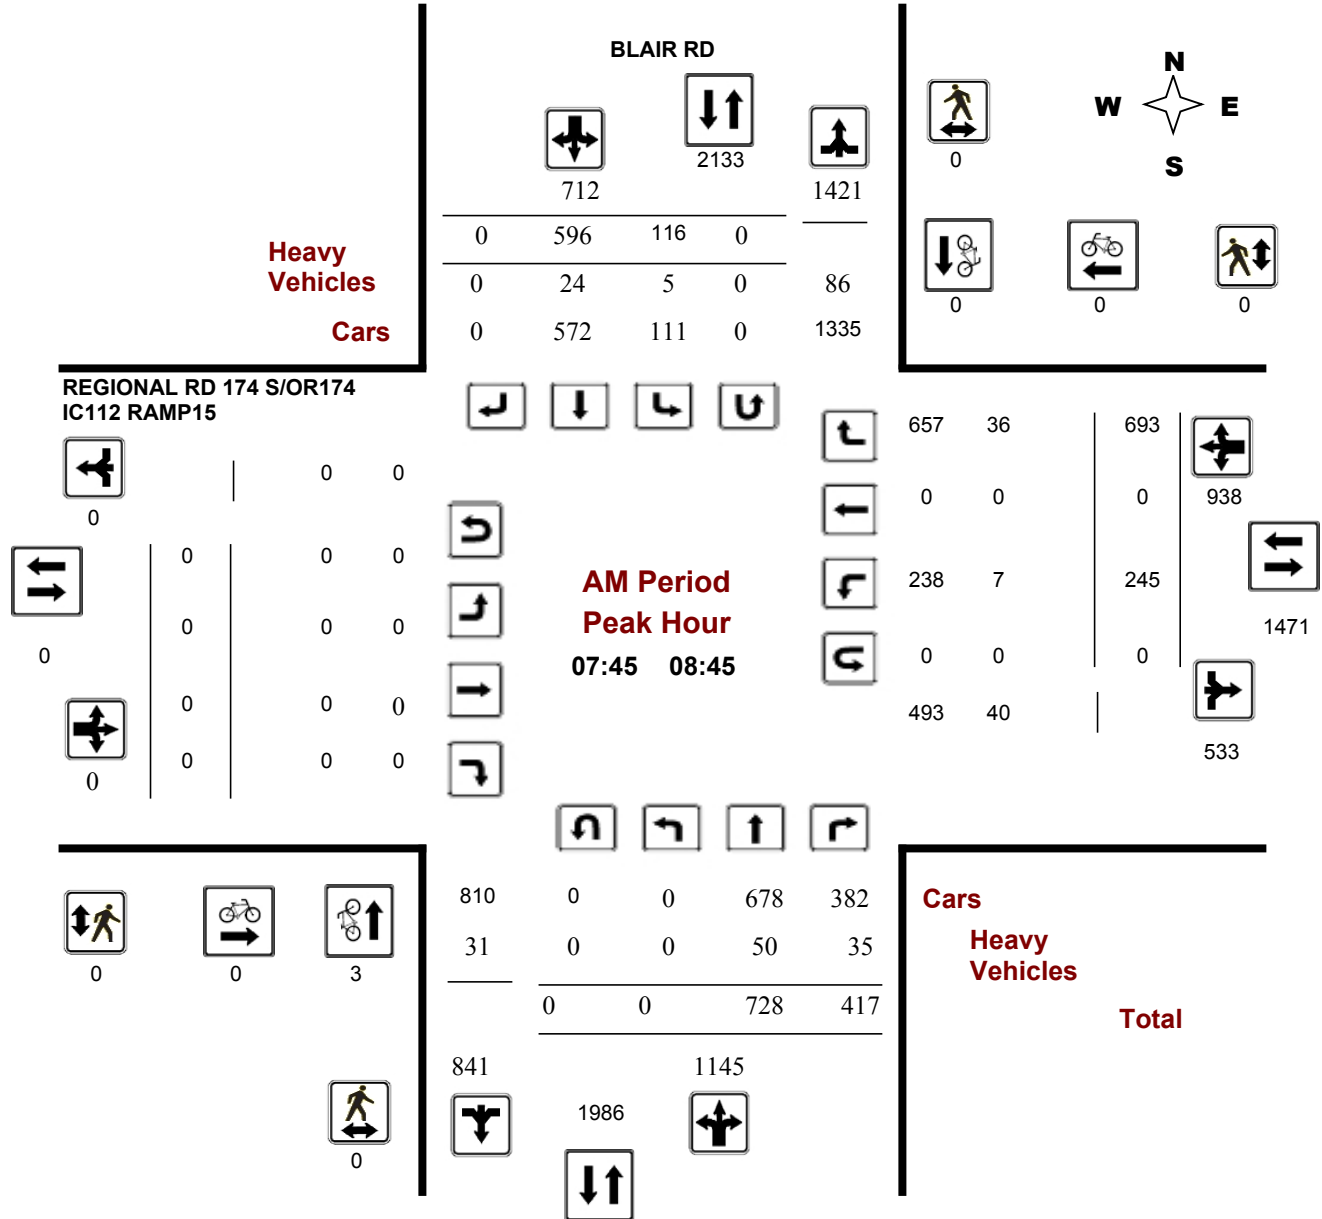 BLAIR RD
N
W E
S
2133
0
712
1421
0 596 116 0
Heavy
Vehicles
0 24 5 0 86
0 0 0
Cars
0 572 111 0 1335
REGIONAL RD 174 S/OR174
IC112 RAMP15
657 36 693
0 0
0
0 0 0 938
0 0 0
AM Period
238 7 245
Peak Hour
0 0 0
1471
0
07:45 08:45
0 0 0
0 0 0
493 40
0 0 0
533
0
810 0 0 678 382
Cars
31 0 0 50 35
Heavy
Vehicles
0 0 3
0 0 728 417
Total
841 1145
1986
0